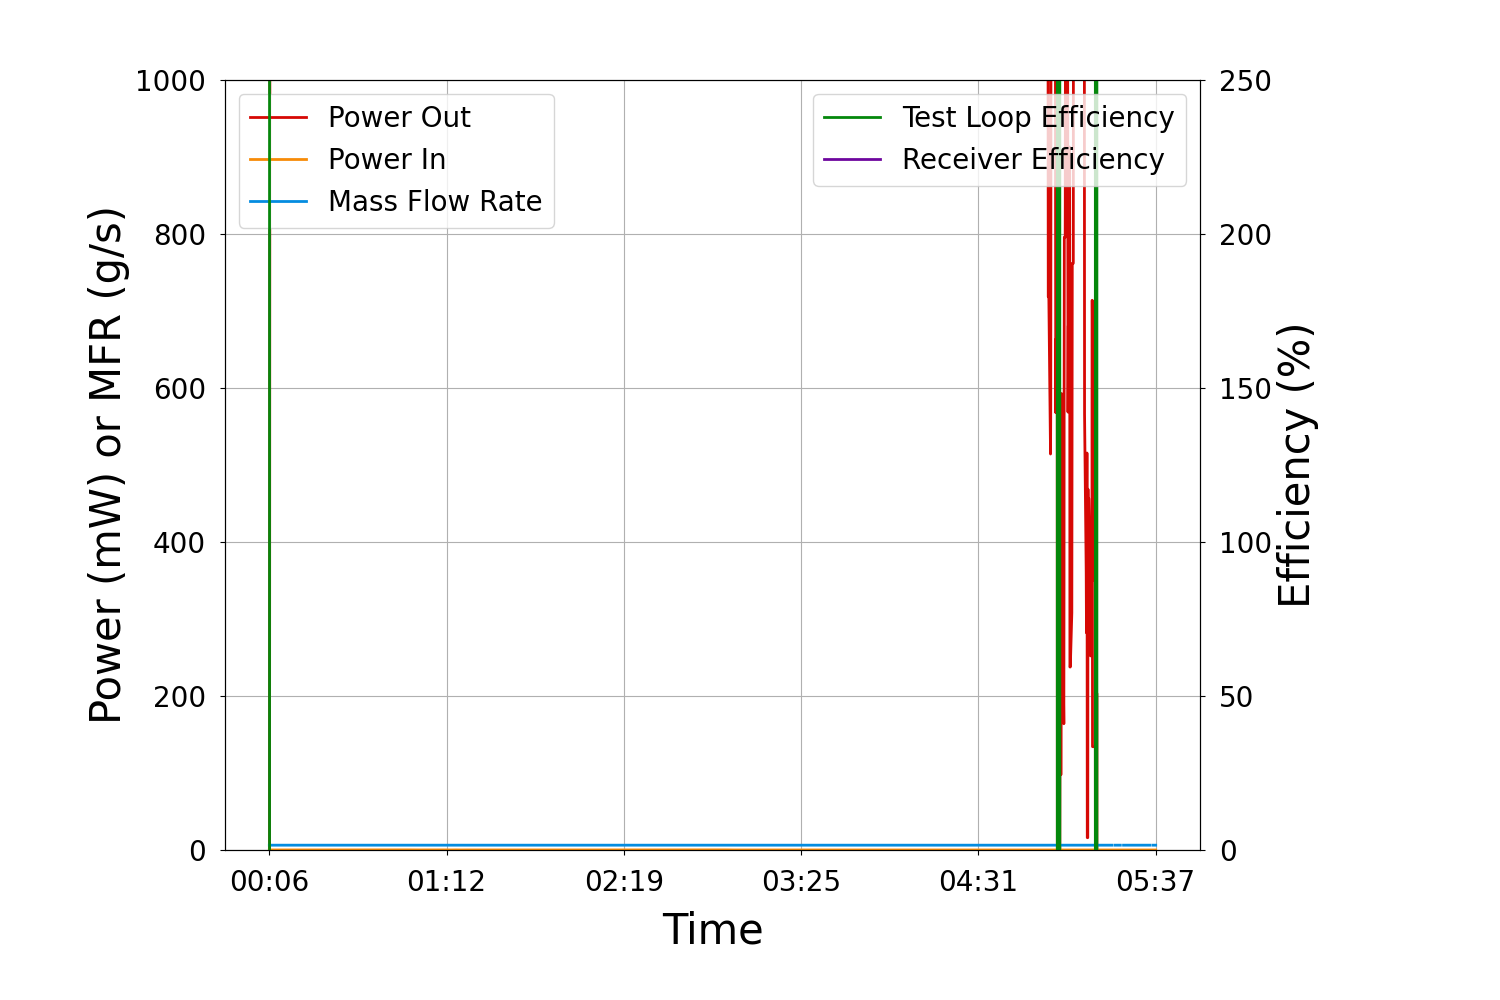 1000
800
600
400
200
0
Power (mW) or MFR (g/s)
Power Out
Power In
Mass Flow Rate
Test Loop Efficiency
Receiver Efficiency
250
200
150
100
50
0
Efficiency (%)
00:06 01:12 02:19 03:25 04:31 05:37
Time